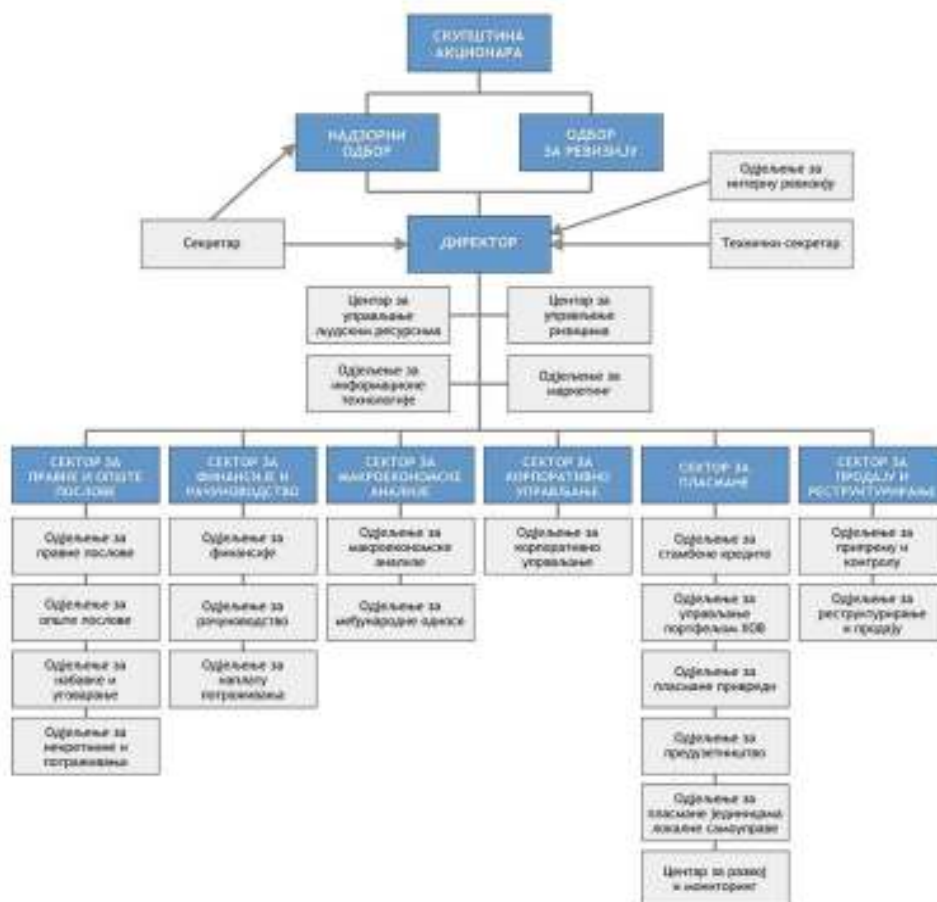 СКУПШТИНА
АКЦИОНАРА
НАДЗОРНИ
ОДБОР
ОДБОР
ЗА РЕВИЗИЈУ
Одјељење за
интерну ревизију
Секретар
ДИРЕКТОР
Технички секретар
Центар за
управљање
људским ресурсима
Центар за
управљање
ризицима
Одјељење за
информационе
технологије
Одјељење за
маркетинг
СЕКТОР ЗА
ПРАВНЕ И ОПШТЕ
ПОСЛОВЕ
Одјељење за
правне послове
Одјељење за
опште послове
Одјељење за
набавке и
уговарање
Одјељење за
некретнине и
потраживања
СЕКТОР ЗА
ФИНАНСИЈЕ И
РАЧУНОВОДСТВО
Одјељење за
финансије
Одјељење за
рачуноводство
Одјељење за
наплату
потраживања
СЕКТОР ЗА
МАКРОЕКОНОМСКЕ
АНАЛИЗЕ
Одјељење за
макроекономске
анализе
Одјељење за
међународне односе
СЕКТОР ЗА
КОРПОРАТИВНО
УПРАВЉАЊЕ
Одјељење за
корпоративно
управљање
СЕКТОР ЗА
ПЛАСМАНЕ
Одјељење за
стамбене кредите
Одјељење за
управљање
портфељом ХОВ
Одјељење за
пласмане привреди
Одјељење за
предузетништво
Одјељење за
пласмане јединицама
локалне самоуправе
Центар за развој
и мониторинг
СЕКТОР ЗА
ПРОДАЈУ И
РЕСТРУКТУРИРАЊЕ
Одјељење за
припрему и
контролу
Одјељење за
реструктурирање
и продају